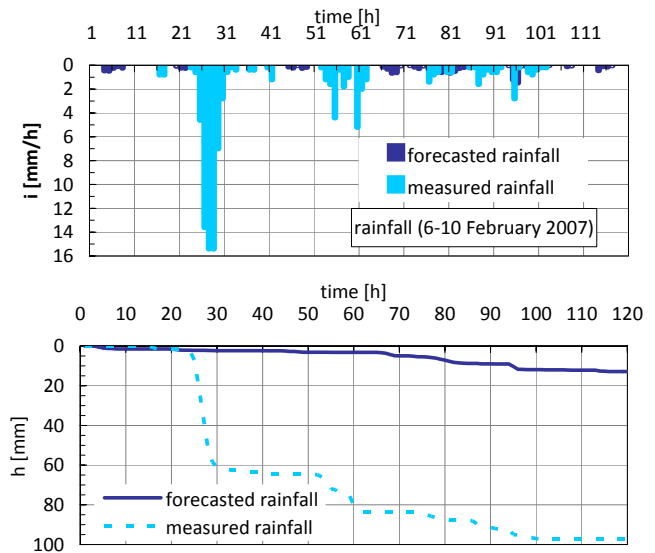 time [h]
1 11 21 31 41 51 61 71 81 91 101 111
0
2
4
6
8
10
12
14
16
i [mm/h]
forecasted rainfall
measured rainfall
rainfall (6-10 February 2007)
time [h]
0 10 20 30 40 50 60 70 80 90 100 110 120
0
20
40
60
80
100
h [mm]
forecasted rainfall
measured rainfall